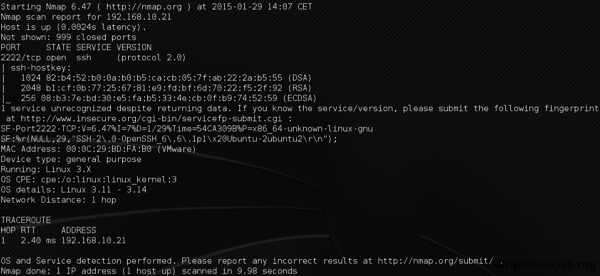 Starting Nmap 6.47 ( http://nmap.org ) at 2015-01-29 14:07 CET
Nmap scan report for 192.168.10.21
Host is up (0.0024s latency).
Not shown: 999 closed ports
PORT     STATE SERVICE VERSION
2222/tcp open  ssh     (protocol 2.0)
| ssh-hostkey:
|   1024 82:b4:52:b0:0a:b0:b5:ca:cb:05:7f:ab:22:2a:b5:55 (DSA)
|   2048 b1:cf:0b:77:25:67:81:e9:fd:bf:6d:70:22:f5:2f:92 (RSA)
|_  256 08:b3:7e:bd:30:e5:fa:b5:33:4e:cb:0f:b9:74:52:59 (ECDSA)
1 service unrecognized despite returning data. If you know the service/version, please submit the following fingerprint
 at http://www.insecure.org/cgi-bin/servicefp-submit.cgi :
SF-Port2222-TCP:V=6.47%I=7%D=1/29%Time=54CA309B%P=x86_64-unknown-linux-gnu
SF:%r(NULL,29,"SSH-2\.0-OpenSSH_6\.6\.1p1\x20Ubuntu-2ubuntu2\r\n");
MAC Address: 00:0C:29:BD:FA:B0 (VMware)
Device type: general purpose
Running: Linux 3.X
OS CPE: cpe:/o:linux:linux_kernel:3
OS details: Linux 3.11 - 3.14
Network Distance: 1 hop
TRACEROUTE
HOP RTT     ADDRESS
1   2.40 ms 192.168.10.21
OS and Service detection performed. Please report any incorrect results at http://nmap.org/submit/ .
Nmap done: 1 IP address (1 host up) scanned in 9.98 seconds